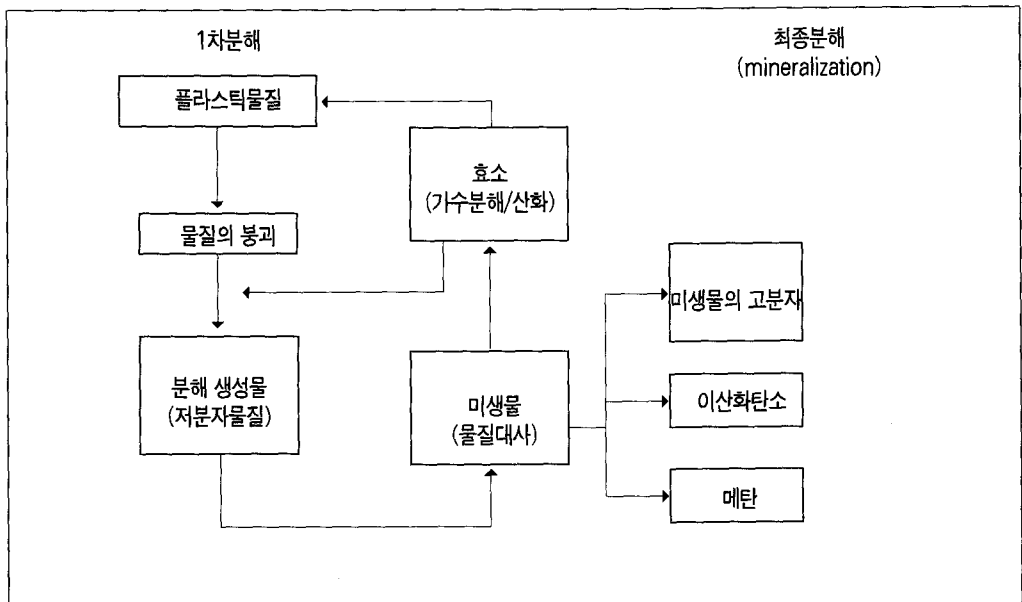 1차분해
최종분해
(mineralization)
플라스틱물질
효소
(가수분해/산화)
물질의 붕괴
미생물의 고분자
분해 생성물
(저분자물질)
미생물
(물질대사)
이산화탄소
메탄